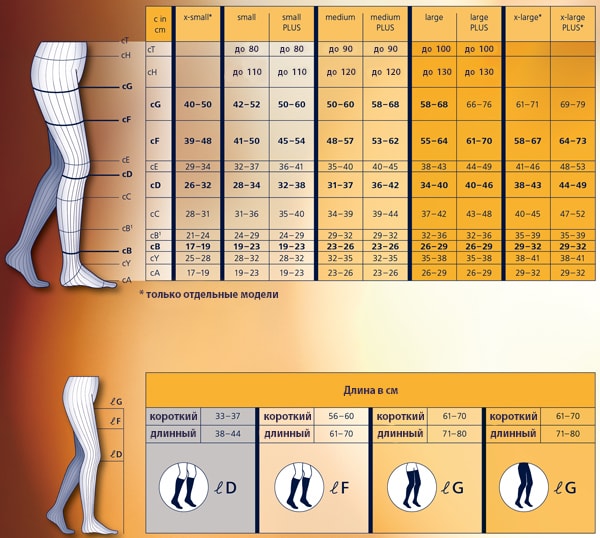 c в см
cm x-small* small small PLUS medium medium PLUS large large PLUS x-large* x-large PLUS*
cT до 80 до 80 до 90 до 90 до 100 до 100
cH до 110 до 110 до 120 до 120 до 130 до 130
cG 40–50 42–52 50–60 50–60 58–68 58–68 66–76 61–71 69–79
cF 39–48 41–50 45–54 48–57 53–62 55–64 61–70 58–67 64–73
cE 29–34 32–37 36–41 35–40 40–45 38–43 44–49 41–46 48–53
cD 26–32 28–34 32–38 31–37 36–42 34–40 40–46 38–43 44–49
cC 28–31 31–36 35–40 34–39 39–44 37–42 43–48 40–45 47–52
cB¹ 21–24 24–29 24–29 29–32 29–32 32–36 32–36 35–39 35–39
cB 17–19 19–23 19–23 23–26 23–26 26–29 26–29 29–32 29–32
cY 25–28 28–32 28–32 32–35 32–35 35–38 35–38 38–41 38–41
cA 17–19 19–23 19–23 23–26 23–26 26–29 26–29 29–32 29–32
cT
cH
cG
cF
cE
cD
cC
cB¹
cB
cY
cA
* только отдельные модели
ℓG
ℓF
ℓD
Длина в см
короткий 33–37 короткий 56–60 короткий 61–70 короткий 61–70
длинный 38–44 длинный 61–70 длинный 71–80 длинный 71–80
ℓD ℓF ℓG ℓG